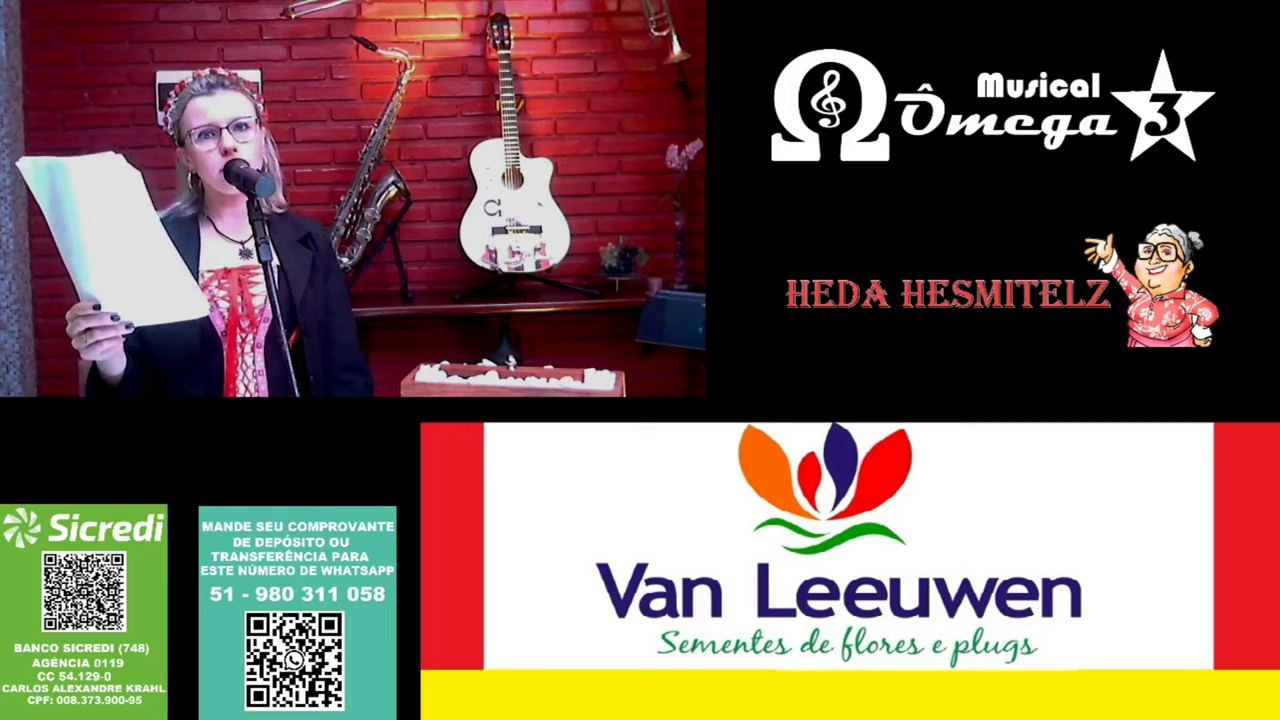 Musical
Ômega 3
HEDA HESMITELZ
Van Leeuwen
Sementes de flores e plugs
Sicredi
BANCO SICREDI (748)
AGÊNCIA 0119
CC 54.129-0
CARLOS ALEXANDRE KRAHL
CPF: 008.373.900-95
MANDE SEU COMPROVANTE
DE DEPÓSITO OU
TRANSFERÊNCIA PARA
ESTE NÚMERO DE WHATSAPP
51 - 980 311 058